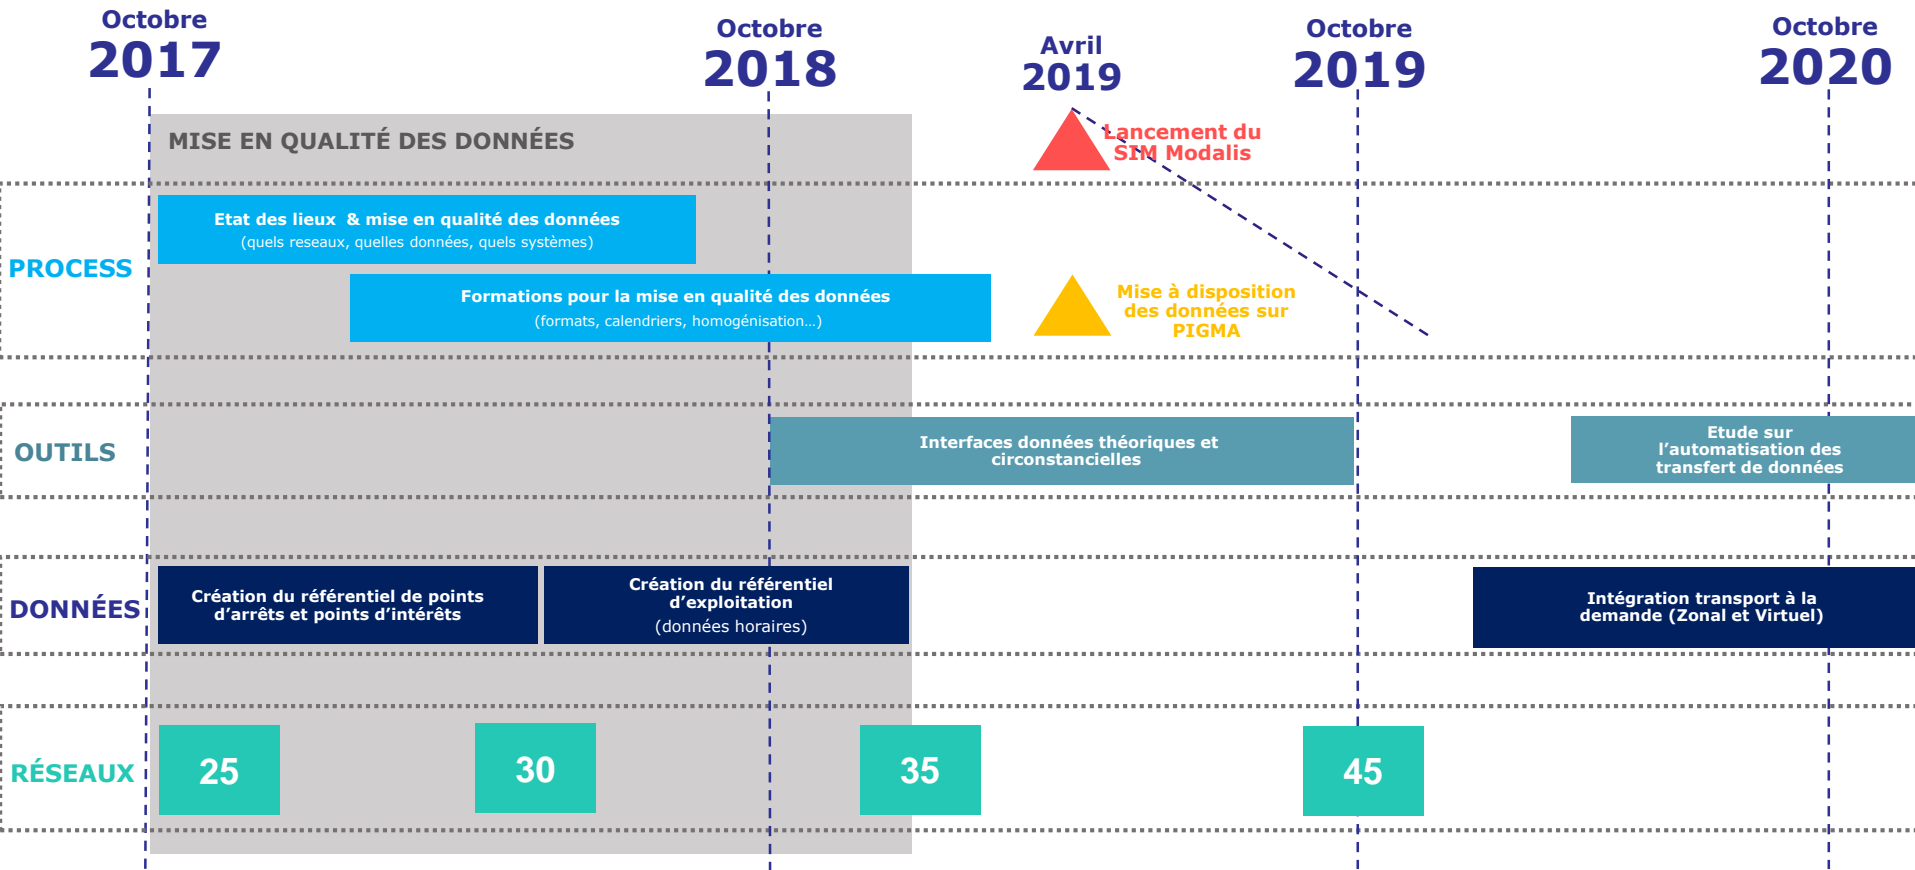 Octobre
2017
Octobre
2018
Avril
2019
Octobre
2019
Octobre
2020
MISE EN QUALITÉ DES DONNÉES
Lancement du
SIM Modalis
PROCESS
Etat des lieux & mise en qualité des données
(quels reseaux, quelles données, quels systèmes)
Formations pour la mise en qualité des données
(formats, calendriers, homogénisation...)
Mise à disposition
des données sur
PIGMA
OUTILS
Interfaces données théoriques et
circonstancielles
Etude sur
l’automatisation des
transfert de données
DONNÉES
Création du référentiel de points
d’arrêts et points d’intérêts
Création du référentiel
d’exploitation
(données horaires)
Intégration transport à la
demande (Zonal et Virtuel)
RÉSEAUX
25
30
35
45